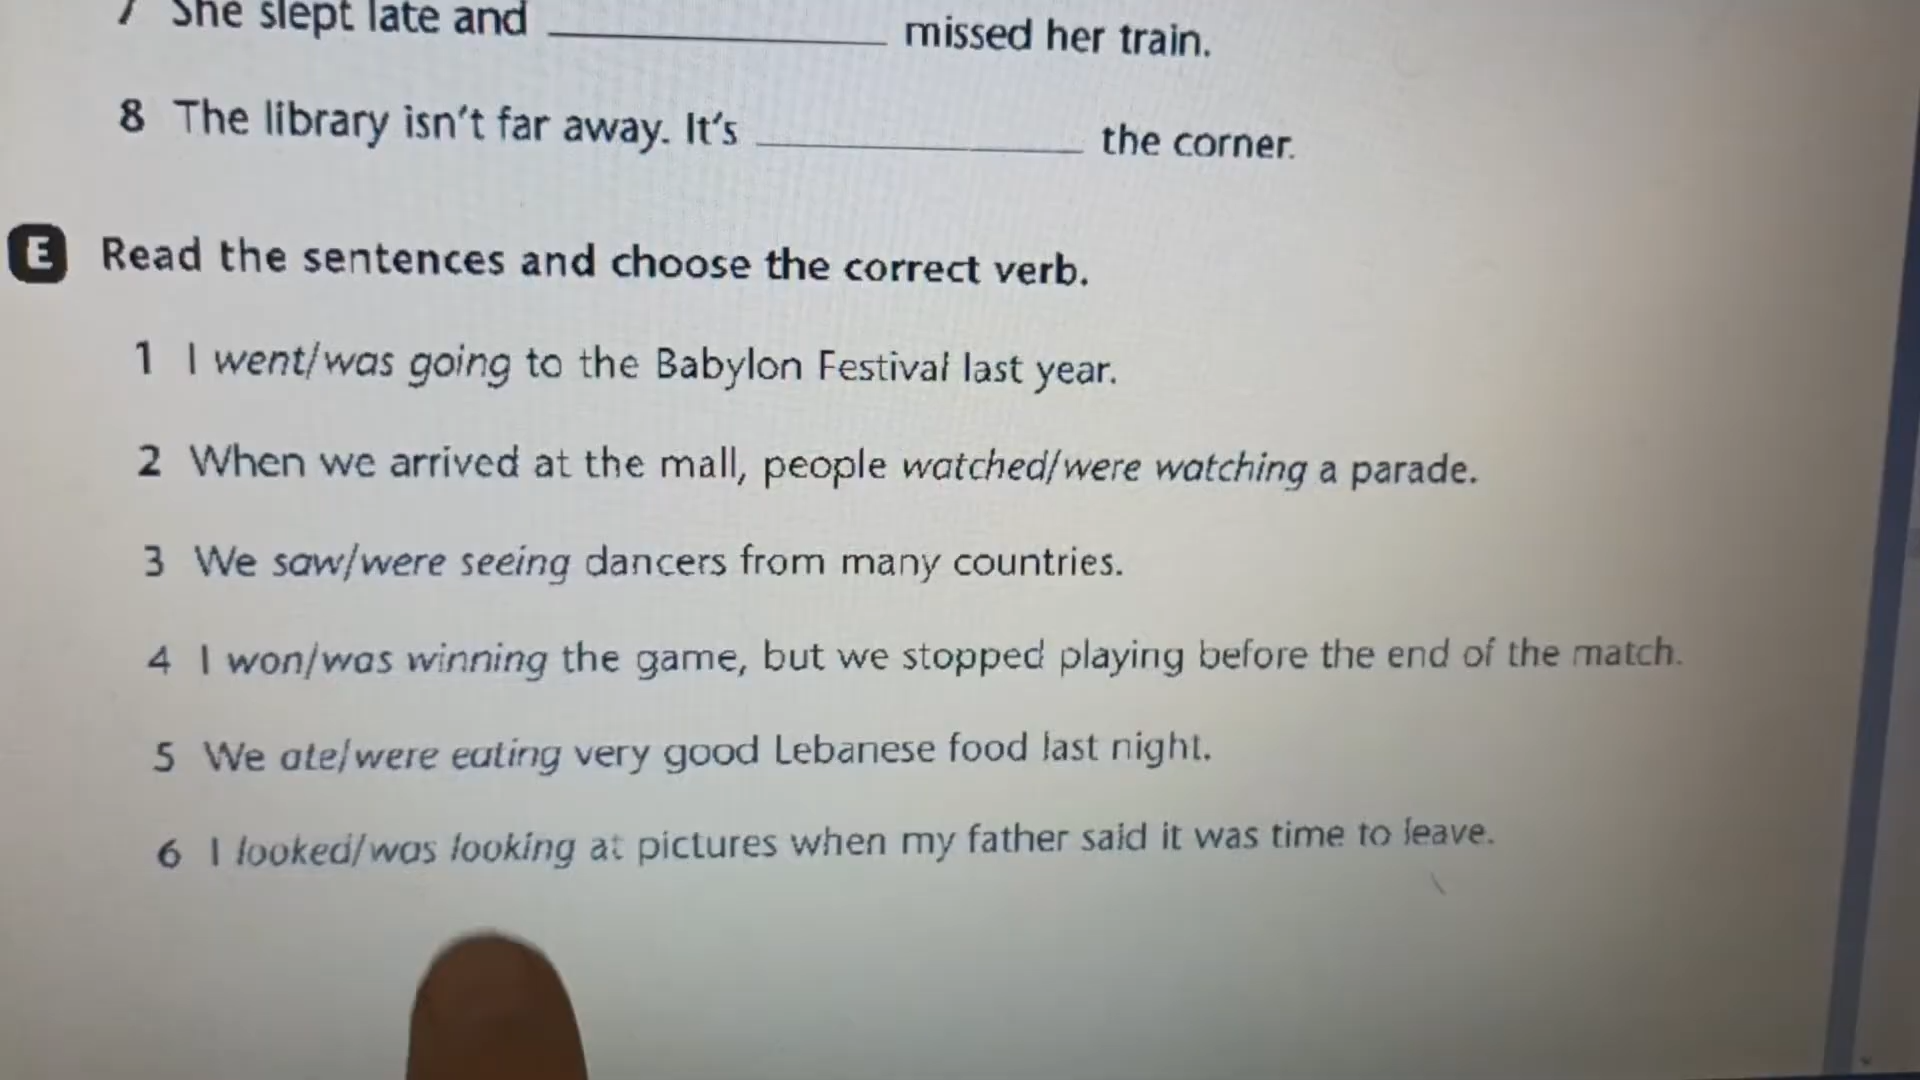 7 She slept late and __________ missed her train.
8 The library isn't far away. It's __________ the corner.
E Read the sentences and choose the correct verb.
1 I went/was going to the Babylon Festival last year.
2 When we arrived at the mall, people watched/were watching a parade.
3 We saw/were seeing dancers from many countries.
4 I won/was winning the game, but we stopped playing before the end of the match.
5 We ate/were eating very good Lebanese food last night.
6 I looked/was looking at pictures when my father said it was time to leave.